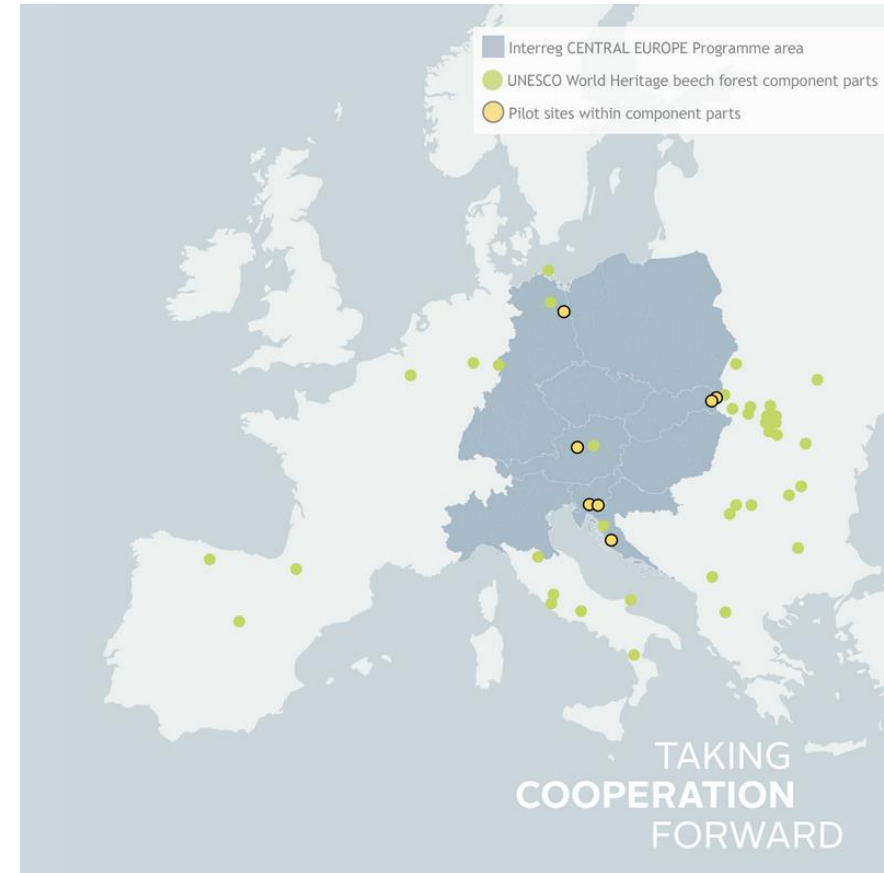 Interreg CENTRAL EUROPE Programme area
UNESCO World Heritage beech forest component parts
Pilot sites within component parts
TAKING
COOPERATION
FORWARD